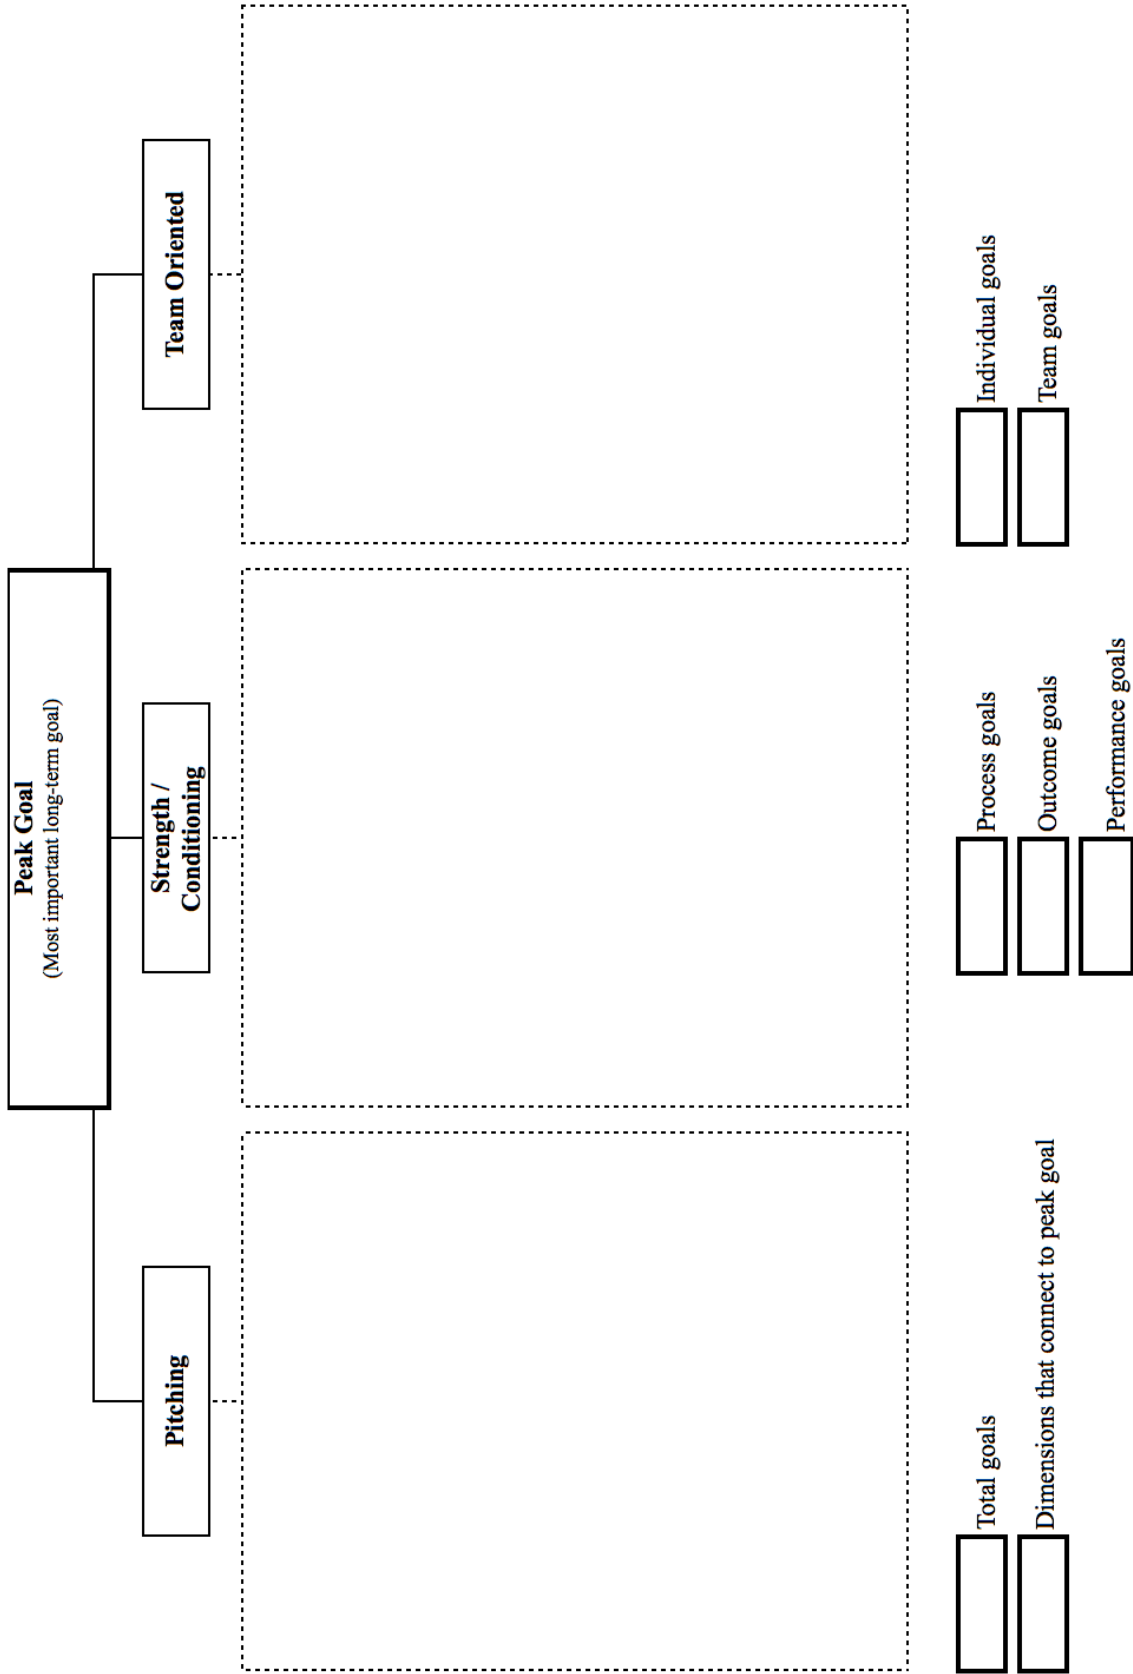 Peak Goal
(Most important long-term goal)
Pitching
Strength /
Conditioning
Team Oriented
Total goals
Dimensions that connect to peak goal
Process goals
Outcome goals
Performance goals
Individual goals
Team goals